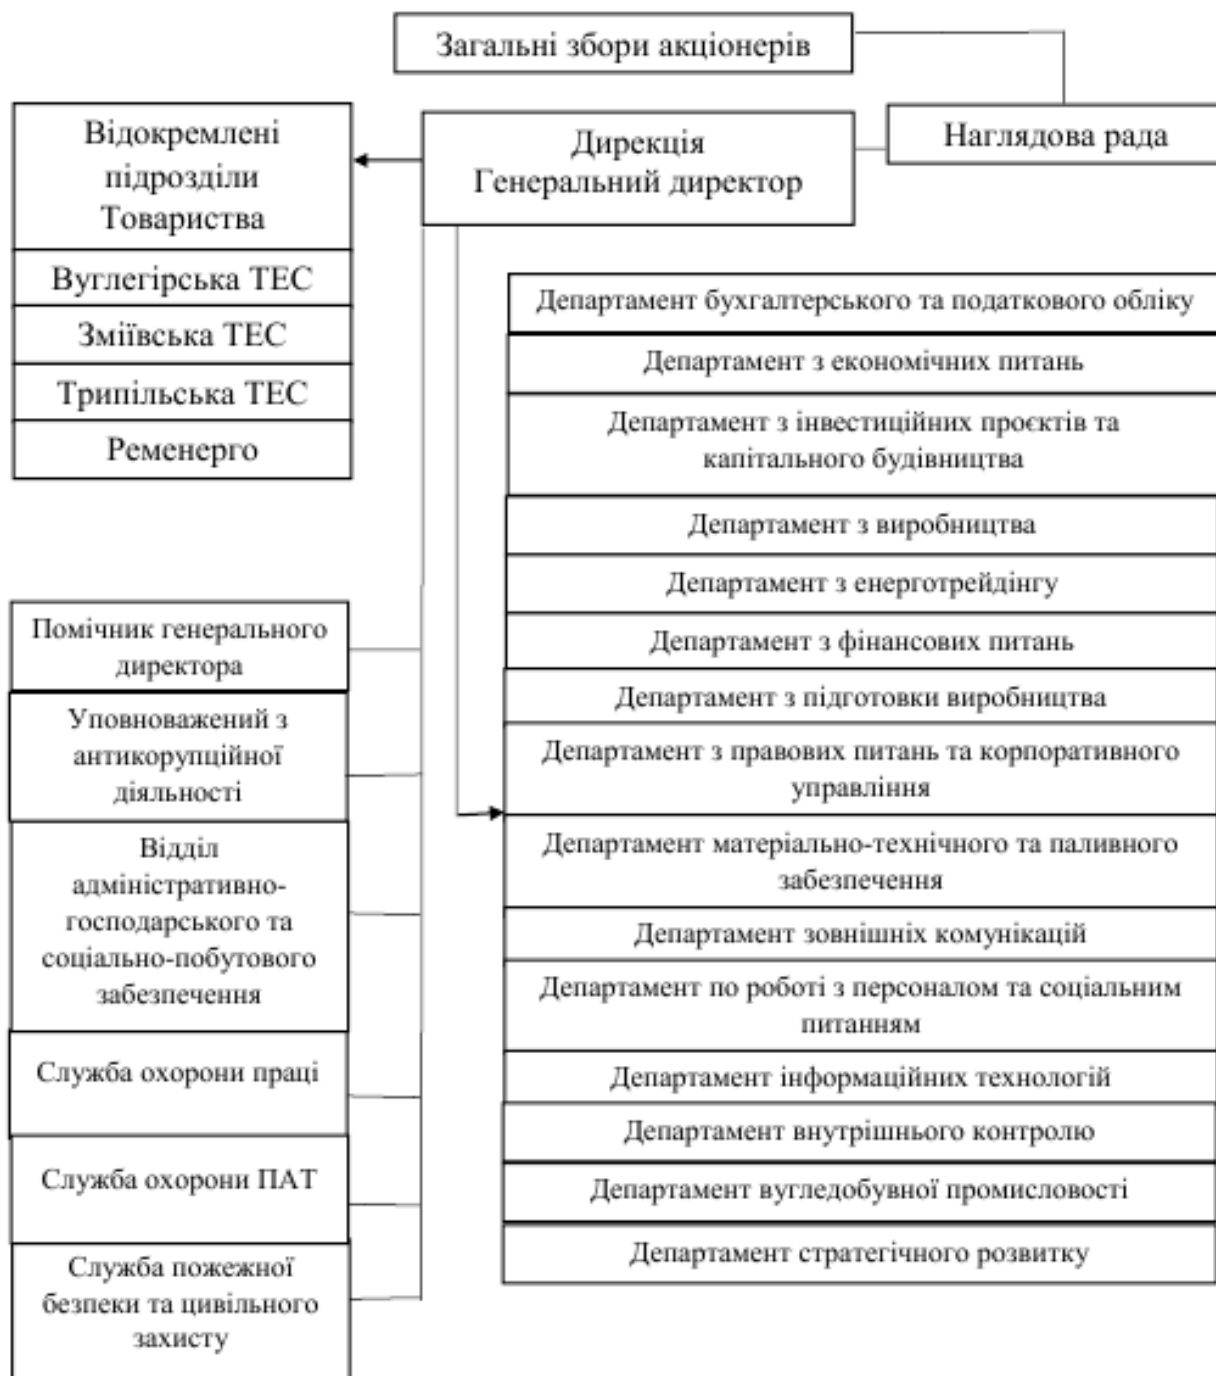 Загальні збори акціонерів
Наглядова рада
Дирекція
Генеральний директор
Відокремлені
підрозділи
Товариства
Вуглегірська ТЕС
Зміївська ТЕС
Трипільська ТЕС
Ременерго
Помічник генерального
директора
Уповноважений з
антикорупційної
діяльності
Відділ
адміністративно-
господарського та
соціально-побутового
забезпечення
Служба охорони праці
Служба охорони ПАТ
Служба пожежної
безпеки та цивільного
захисту
Департамент бухгалтерського та податкового обліку
Департамент з економічних питань
Департамент з інвестиційних проєктів та
капітального будівництва
Департамент з виробництва
Департамент з енерготрейдінгу
Департамент з фінансових питань
Департамент з підготовки виробництва
Департамент з правових питань та корпоративного
управління
Департамент матеріально-технічного та паливного
забезпечення
Департамент зовнішніх комунікацій
Департамент по роботі з персоналом та соціальним
питанням
Департамент інформаційних технологій
Департамент внутрішнього контролю
Департамент вугледобувної промисловості
Департамент стратегічного розвитку